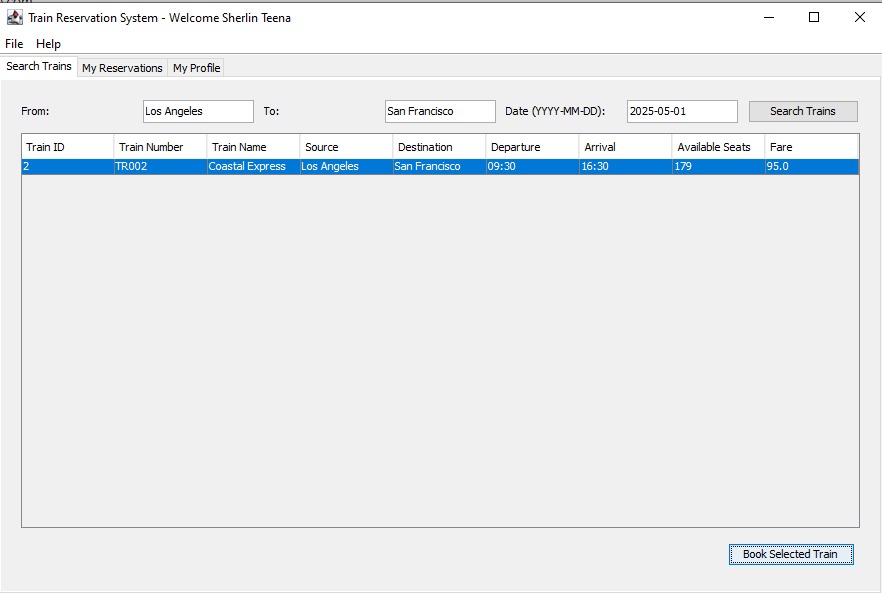 Train Reservation System - Welcome Sherlin Teena
File Help
Search Trains My Reservations My Profile
From: Los Angeles To: San Francisco Date (YYYY-MM-DD): 2025-05-01 Search Trains
Train ID Train Number Train Name Source Destination Departure Arrival Available Seats Fare
2 TR002 Coastal Express Los Angeles San Francisco 09:30 16:30 179 95.0
Book Selected Train